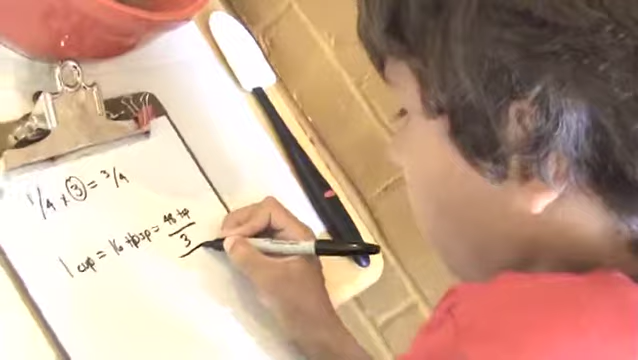 1/4 x 3 = 3/4
1 cup = 16 tbsp = 48 tsp
3